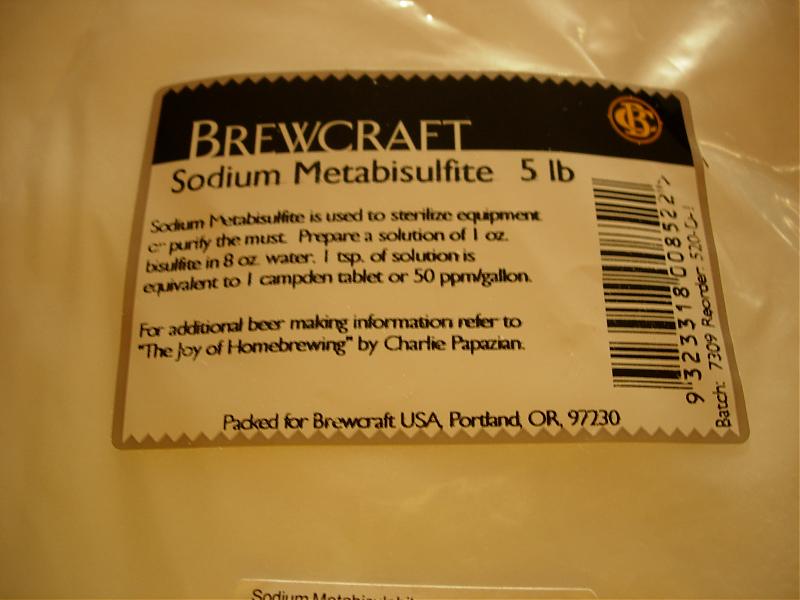 BREWCRAFT
Sodium Metabisulfite 5 lb
Sodium Metabisulfite is used to sterilize equipment
or purify the must. Prepare a solution of 1 oz.
bisulfite in 8 oz. water. 1 tsp. of solution is
equivalent to 1 campden tablet or 50 ppm/gallon.
For additional beer making information refer to
"The Joy of Homebrewing" by Charlie Papazian.
Packed for Brewcraft USA, Portland, OR, 97230
9 323318 008522 >
Batch: 7309 Reorder:
BC
Sodium